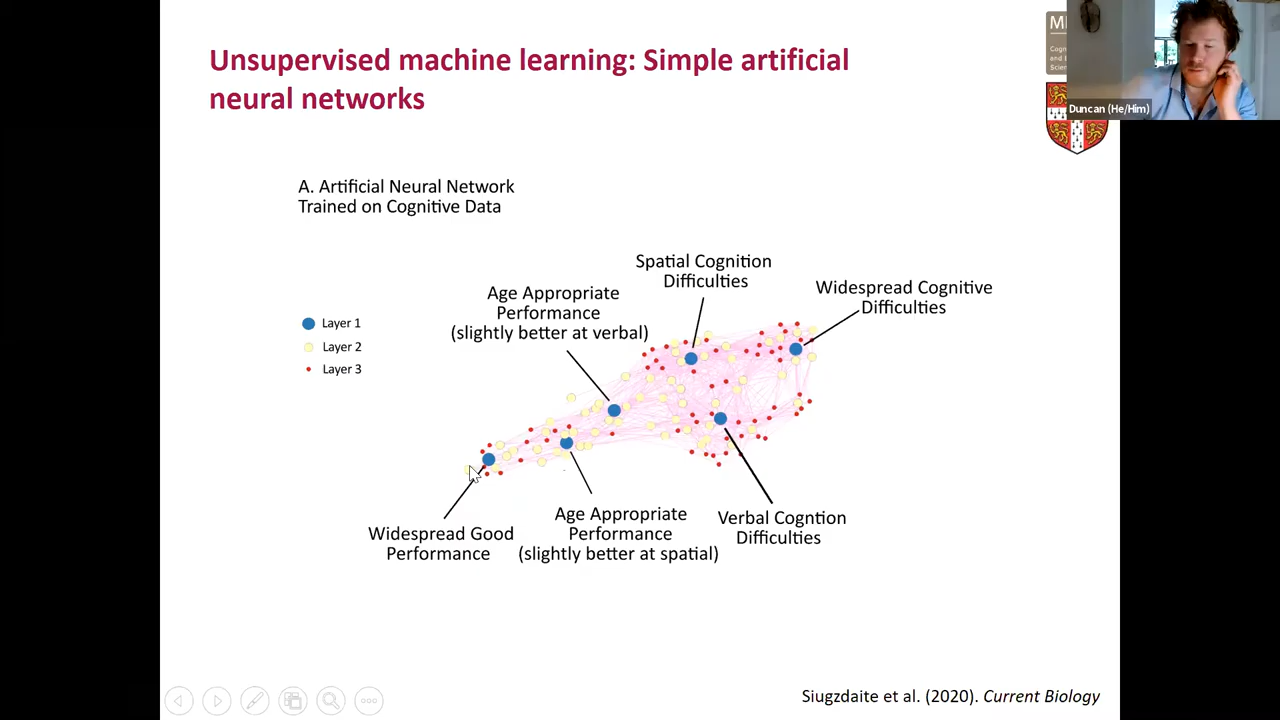 Unsupervised machine learning: Simple artificial
neural networks
Duncan (He/Him)
A. Artificial Neural Network
Trained on Cognitive Data
Spatial Cognition
Difficulties
Widespread Cognitive
Difficulties
Age Appropriate
Performance
(slightly better at verbal)
Layer 1
Layer 2
Layer 3
Widespread Good
Performance
Age Appropriate
Performance
(slightly better at spatial)
Verbal Cogntion
Difficulties
Siugzdaite et al. (2020). Current Biology